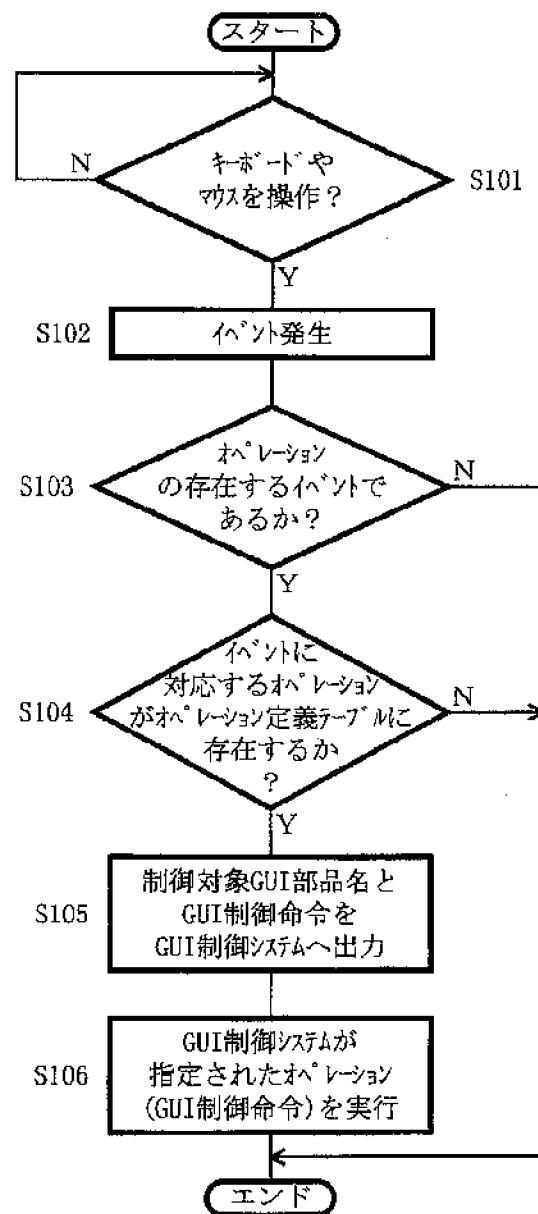 スタート
キーボードや
マウスを操作?
N
S101
Y
S102
イベント発生
オペレーション
の存在するイベントで
あるか?
S103
N
Y
イベントに
対応するオペレーション
がオペレーション定義テーブルに
存在するか
?
S104
N
Y
制御対象GUI部品名と
GUI制御命令を
GUI制御システムへ出力
S105
GUI制御システムが
指定されたオペレーション
(GUI制御命令)を実行
S106
エンド